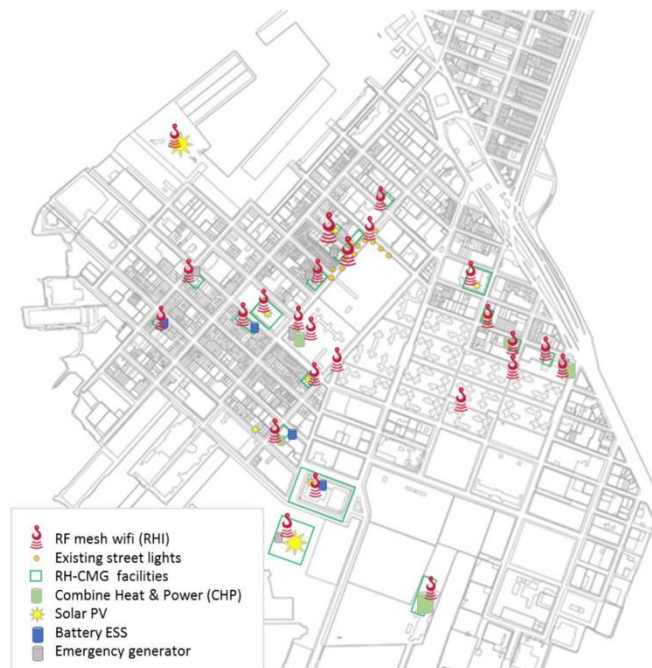 RF mesh wifi (RHI)
Existing street lights
RH-CMG facilities
Combine Heat & Power (CHP)
Solar PV
Battery ESS
Emergency generator